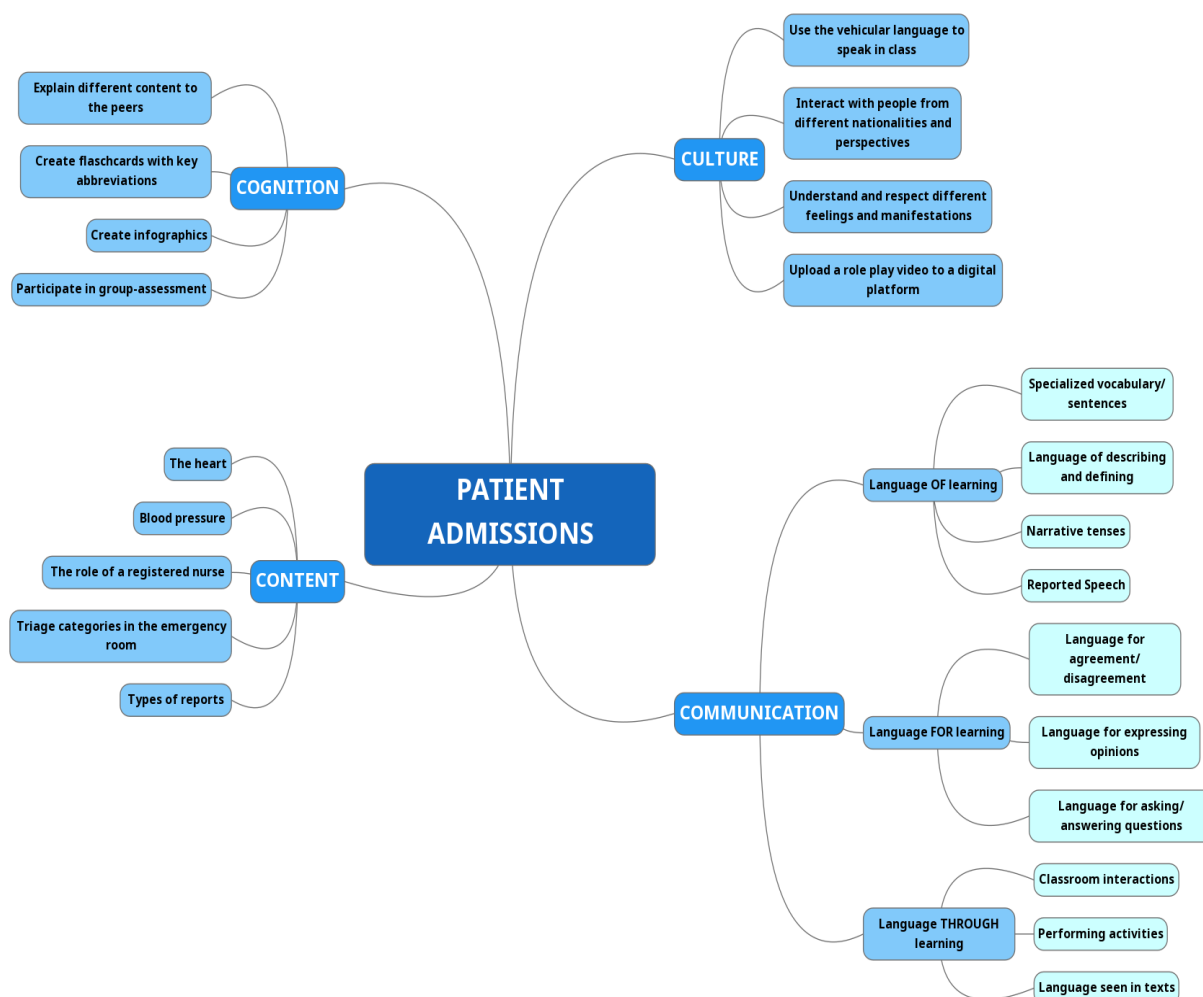 PATIENT
ADMISSIONS
COGNITION
Explain different content to
the peers
Create flaschcards with key
abbreviations
Create infographics
Participate in group-assessment
CULTURE
Use the vehicular language to
speak in class
Interact with people from
different nationalities and
perspectives
Understand and respect different
feelings and manifestations
Upload a role play video to a digital
platform
CONTENT
The heart
Blood pressure
The role of a registered nurse
Triage categories in the emergency
room
Types of reports
COMMUNICATION
Language OF learning
Specialized vocabulary/
sentences
Language of describing
and defining
Narrative tenses
Reported Speech
Language FOR learning
Language for
agreement/
disagreement
Language for expressing
opinions
Language for asking/
answering questions
Language THROUGH
learning
Classroom interactions
Performing activities
Language seen in texts